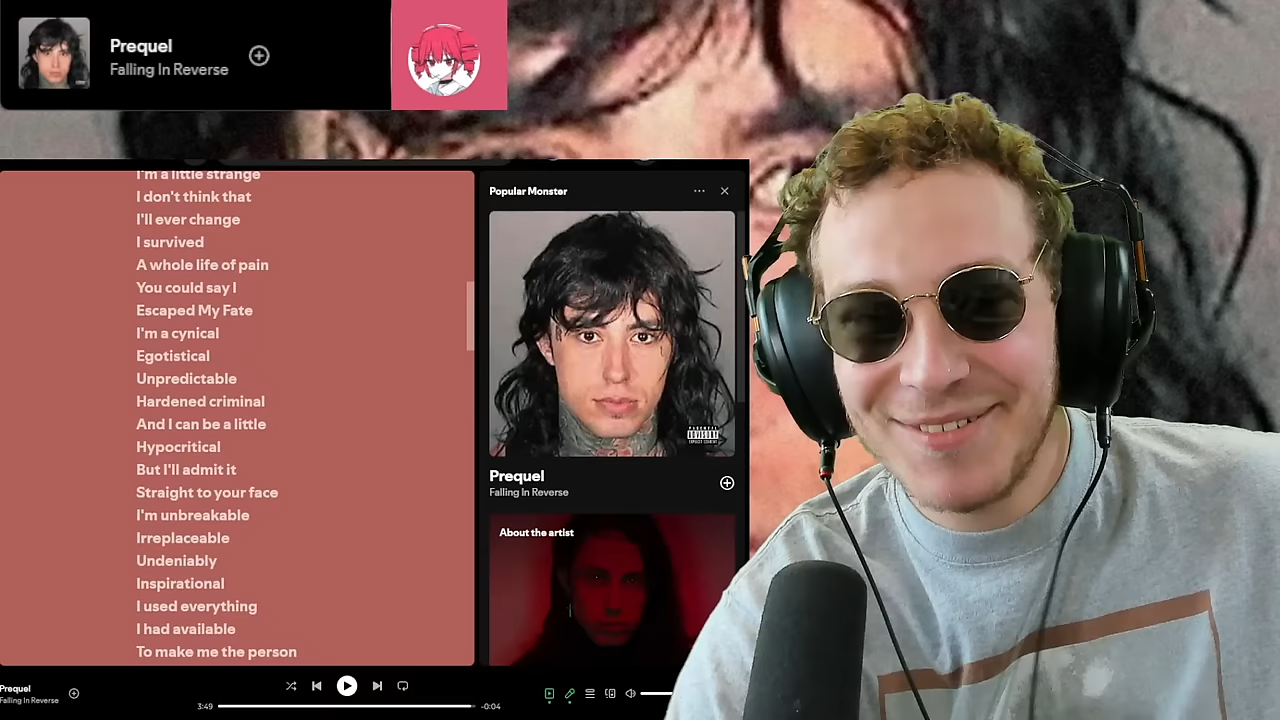 Prequel
Falling In Reverse
I'm a little strange
I don't think that
I'll ever change
I survived
A whole life of pain
You could say I
Escaped My Fate
I'm a cynical
Egotistical
Unpredictable
Hardened criminal
And I can be a little
Hypocritical
But I'll admit it
Straight to your face
I'm unbreakable
Irreplaceable
Undeniably
Inspirational
I used everything
I had available
To make me the person
Popular Monster
PARENTAL
ADVISORY
EXPLICIT CONTENT
Prequel
Falling In Reverse
About the artist
Prequel
Falling In Reverse
3:49
-0:04